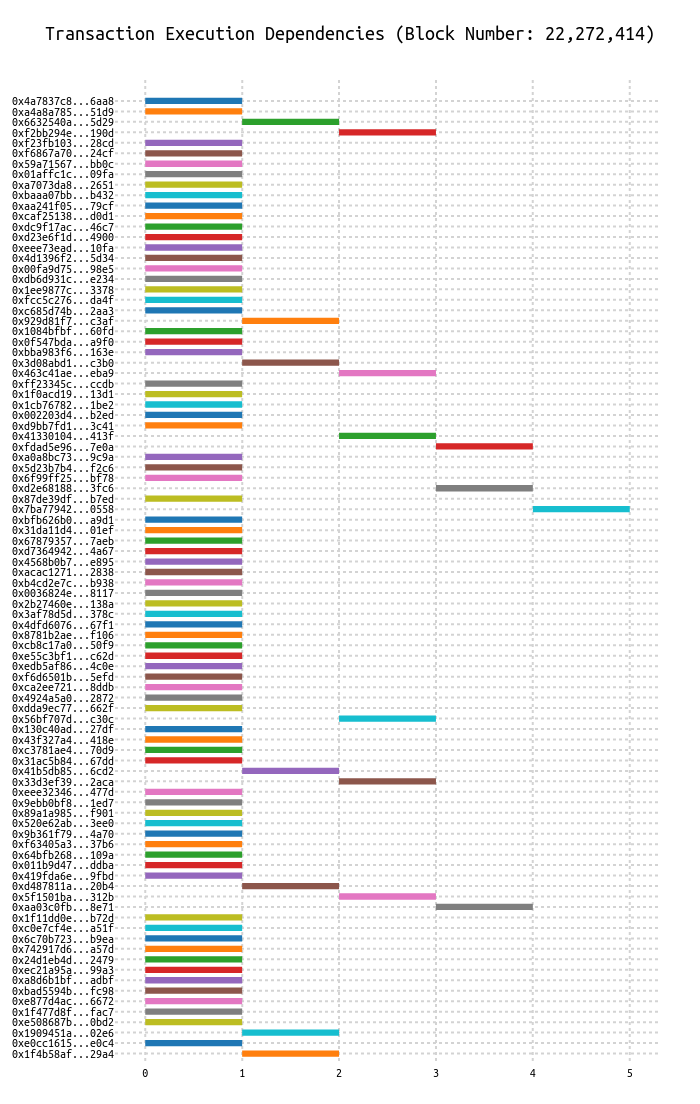 Transaction Execution Dependencies (Block Number: 22,272,414)
0x4a7837c8...6aa8
0xa4a8a785...51d9
0x6632540a...5d29
0xf2bb294e...190d
0xf23fb103...28cd
0xf6867a70...24cf
0x59a71567...bb0c
0x01affc1c...09fa
0xa7073da8...2651
0xbaaa07bb...b432
0xaa241f05...79cf
0xcaf25138...d0d1
0xdc9f17ac...46c7
0xd23e6f1d...4900
0xeee73ead...10fa
0x4d1396f2...5d34
0x00fa9d75...98e5
0xdb6d931c...e234
0x1ee9877c...3378
0xfcc5c276...da4f
0xc685d74b...2aa3
0x929d81f7...c3af
0x1084bfbf...60fd
0x0f547bda...a9f0
0xbba983f6...163e
0x3d08abd1...c3b0
0x463c41ae...eba9
0xff23345c...ccdb
0x1f0acd19...13d1
0x1cb76782...1be2
0x002203d4...b2ed
0xd9bb7fd1...3c41
0x41330104...413f
0xfdad5e96...7e0a
0xa0a8bc73...9c9a
0x5d23b7b4...f2c6
0x6f99ff25...bf78
0xd2e68188...3fc6
0x87de39df...b7ed
0x7ba77942...0558
0xbfb626b0...a9d1
0x31da11d4...01ef
0x67879357...7aeb
0xd7364942...4a67
0x4568b0b7...e895
0xacac1271...2838
0xb4cd2e7c...b938
0x0036824e...8117
0x2b27460e...138a
0x3af78d5d...378c
0x4dfd6076...67f1
0x8781b2ae...f106
0xcb8c17a0...50f9
0xe55c3bf1...c62d
0xedb5af86...4c0e
0xf6d6501b...5efd
0xca2ee721...8ddb
0x4924a5a0...2872
0xdda9ec77...662f
0x56bf707d...c30c
0x130c40ad...27df
0x43f327a4...418e
0xc3781ae4...70d9
0x31ac5b84...67dd
0x41b5db85...6cd2
0x33d3ef39...2aca
0xeee32346...477d
0x9ebb0bf8...1ed7
0x89a1a985...f901
0x520e62ab...3ee0
0x9b361f79...4a70
0xf63405a3...37b6
0x64bfb268...109a
0x011b9d47...ddba
0x419fda6e...9fbd
0xd487811a...20b4
0x5f1501ba...312b
0xaa03c0fb...8e71
0x1f11dd0e...b72d
0xc0e7cf4e...a51f
0x6c70b723...b9ea
0x742917d6...a57d
0x24d1eb4d...2479
0xec21a95a...99a3
0xa8d6b1bf...adbf
0xbad5594b...fc98
0xe877d4ac...6672
0x1f477d8f...fac7
0xe508687b...0bd2
0x1909451a...02e6
0xe0cc1615...e0c4
0x1f4b58af...29a4
0 1 2 3 4 5